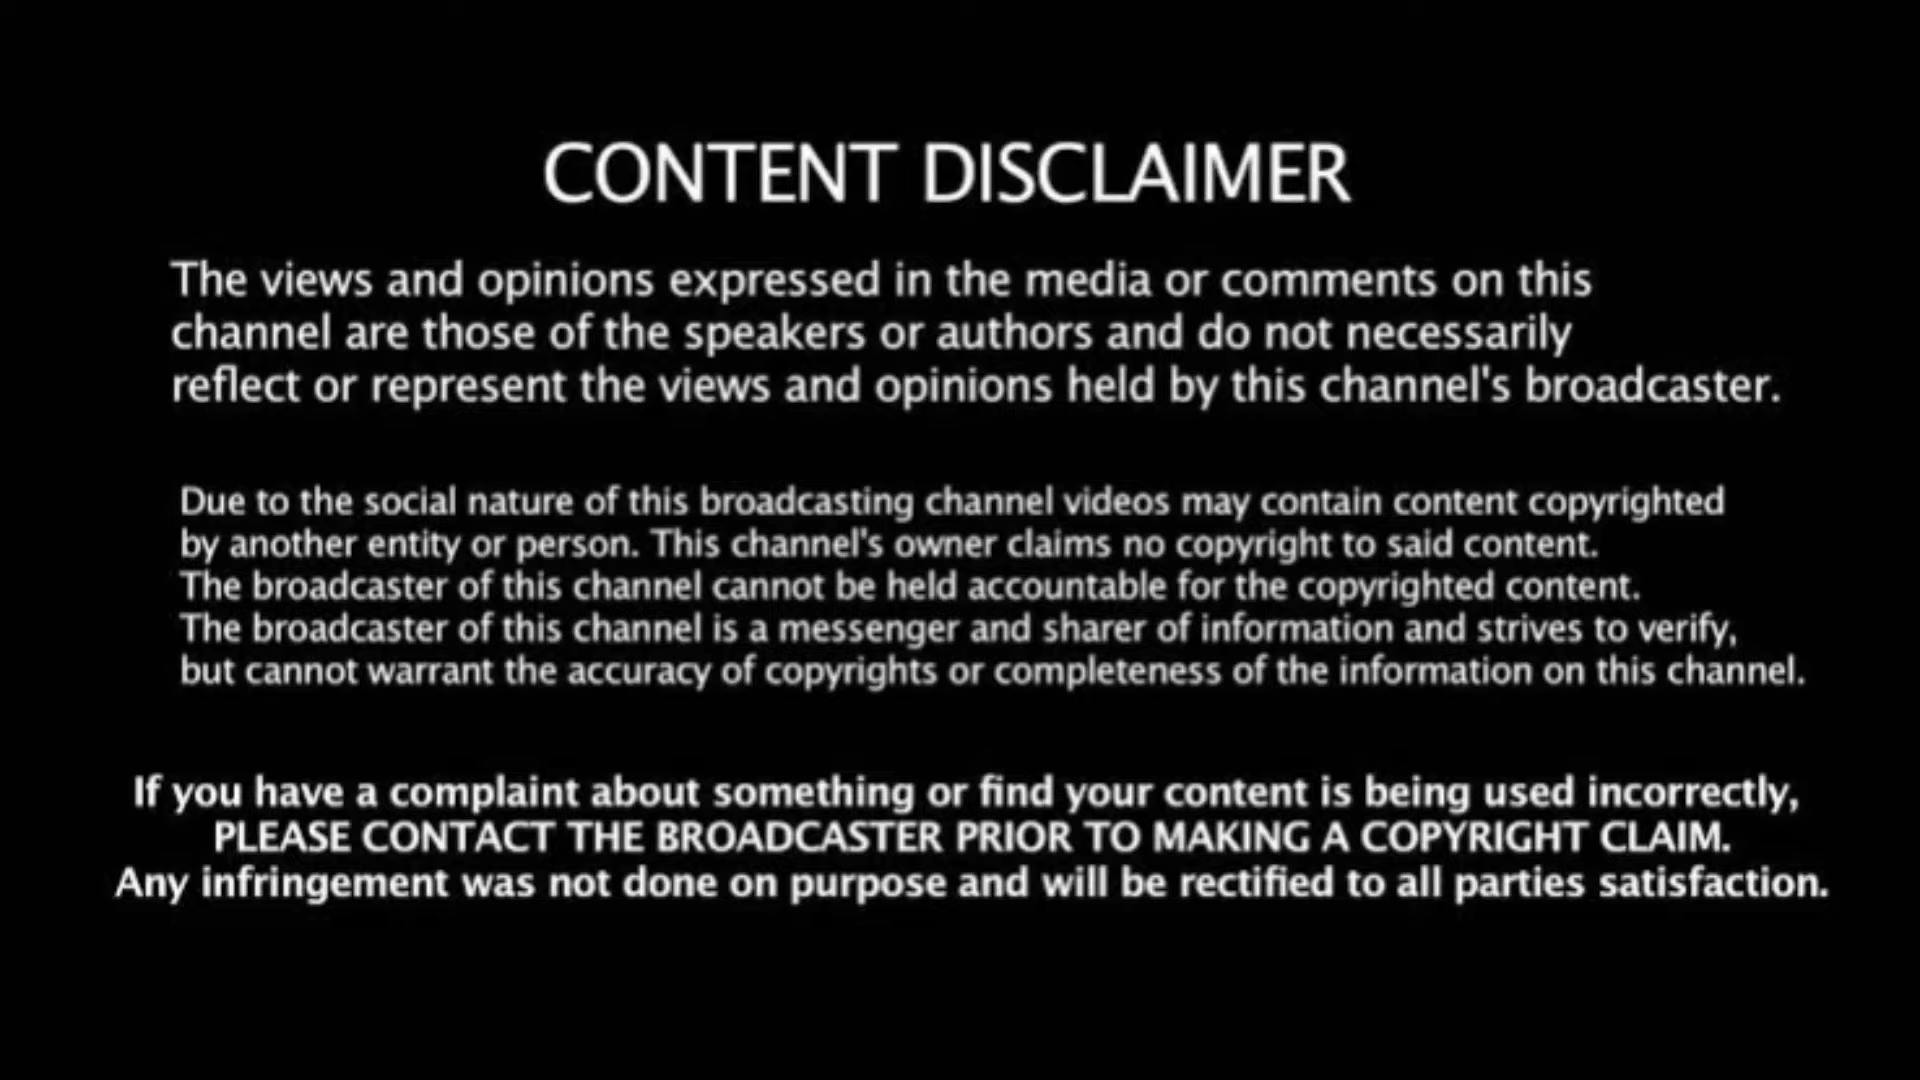 CONTENT DISCLAIMER
The views and opinions expressed in the media or comments on this
channel are those of the speakers or authors and do not necessarily
reflect or represent the views and opinions held by this channel's broadcaster.
Due to the social nature of this broadcasting channel videos may contain content copyrighted
by another entity or person. This channel's owner claims no copyright to said content.
The broadcaster of this channel cannot be held accountable for the copyrighted content.
The broadcaster of this channel is a messenger and sharer of information and strives to verify,
but cannot warrant the accuracy of copyrights or completeness of the information on this channel.
If you have a complaint about something or find your content is being used incorrectly,
PLEASE CONTACT THE BROADCASTER PRIOR TO MAKING A COPYRIGHT CLAIM.
Any infringement was not done on purpose and will be rectified to all parties satisfaction.